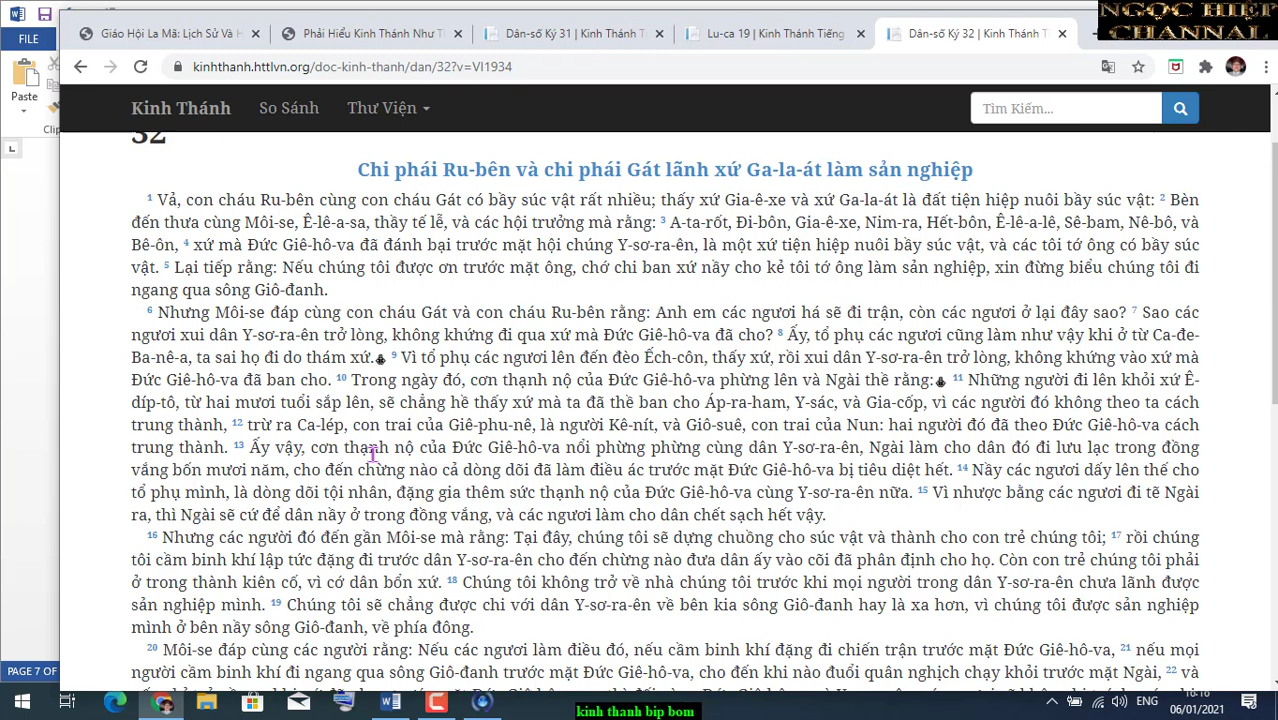 NGỌC HIỆP
CHANNAL
FILE
Giáo Hội La Mã: Lịch Sử Và H
Phải Hiểu Kinh Thánh Như Th
Dân-số Ký 31 | Kinh Thánh T
Lu-ca 19 | Kinh Thánh Tiếng
Dân-số Ký 32 | Kinh Thánh T
kinhthanh.httlvn.org/doc-kinh-thanh/dan/32?v=VI1934
Paste
Clip
Kinh Thánh
So Sánh
Thư Viện
Tìm Kiếm...
32
Chi phái Ru-bên và chi phái Gát lãnh xứ Ga-la-át làm sản nghiệp
1 Vả, con cháu Ru-bên cùng con cháu Gát có bầy súc vật rất nhiều; thấy xứ Gia-ê-xe và xứ Ga-la-át là đất tiện hiệp nuôi bầy súc vật: 2 Bèn
đến thưa cùng Môi-se, Ê-lê-a-sa, thầy tế lễ, và các hội trưởng mà rằng: 3 A-ta-rốt, Đi-bôn, Gia-ê-xe, Nim-ra, Hết-bôn, Ê-lê-a-lê, Sê-bam, Nê-bô, và
Bê-ôn, 4 xứ mà Đức Giê-hô-va đã đánh bại trước mặt hội chúng Y-sơ-ra-ên, là một xứ tiện hiệp nuôi bầy súc vật, và các tôi tớ ông có bầy súc
vật. 5 Lại tiếp rằng: Nếu chúng tôi được ơn trước mặt ông, chớ chi ban xứ nầy cho kẻ tôi tớ ông làm sản nghiệp, xin đừng biểu chúng tôi đi
ngang qua sông Giô-đanh.
6 Nhưng Môi-se đáp cùng con cháu Gát và con cháu Ru-bên rằng: Anh em các ngươi há sẽ đi trận, còn các ngươi ở lại đây sao? 7 Sao các
ngươi xui dân Y-sơ-ra-ên trở lòng, không khứng đi qua xứ mà Đức Giê-hô-va đã cho? 8 Ấy, tổ phụ các ngươi cũng làm như vậy khi ở từ Ca-đe-
Ba-nê-a, ta sai họ đi do thám xứ. 9 Vì tổ phụ các ngươi lên đến đèo Ếch-côn, thấy xứ, rồi xui dân Y-sơ-ra-ên trở lòng, không khứng vào xứ mà
Đức Giê-hô-va đã ban cho. 10 Trong ngày đó, cơn thạnh nộ của Đức Giê-hô-va phừng lên và Ngài thề rằng: 11 Những người đi lên khỏi xứ Ê-
díp-tô, từ hai mươi tuổi sắp lên, sẽ chẳng hề thấy xứ mà ta đã thề ban cho Áp-ra-ham, Y-sác, và Gia-cốp, vì các người đó không theo ta cách
trung thành, 12 trừ ra Ca-lép, con trai của Giê-phu-nê, là người Kê-nít, và Giô-suê, con trai của Nun: hai người đó đã theo Đức Giê-hô-va cách
trung thành. 13 Ấy vậy, cơn thạnh nộ của Đức Giê-hô-va nổi phừng phừng cùng dân Y-sơ-ra-ên, Ngài làm cho dân đó đi lưu lạc trong đồng
vắng bốn mươi năm, cho đến chừng nào cả dòng dõi đã làm điều ác trước mặt Đức Giê-hô-va bị tiêu diệt hết. 14 Nầy các ngươi dấy lên thế cho
tổ phụ mình, là dòng dõi tội nhân, đặng gia thêm sức thạnh nộ của Đức Giê-hô-va cùng Y-sơ-ra-ên nữa. 15 Vì nhược bằng các ngươi đi tẽ Ngài
ra, thì Ngài sẽ cứ để dân nầy ở trong đồng vắng, và các ngươi làm cho dân chết sạch hết vậy.
16 Nhưng các người đó đến gần Môi-se mà rằng: Tại đây, chúng tôi sẽ dựng chuồng cho súc vật và thành cho con trẻ chúng tôi; 17 rồi chúng
tôi cầm binh khí lập tức đặng đi trước dân Y-sơ-ra-ên cho đến chừng nào đưa dân ấy vào cõi đã phân định cho họ. Còn con trẻ chúng tôi phải
ở trong thành kiên cố, vì cớ dân bổn xứ. 18 Chúng tôi không trở về nhà chúng tôi trước khi mọi người trong dân Y-sơ-ra-ên chưa lãnh được
sản nghiệp mình. 19 Chúng tôi sẽ chẳng được chi với dân Y-sơ-ra-ên về bên kia sông Giô-đanh hay là xa hơn, vì chúng tôi được sản nghiệp
mình ở bên nầy sông Giô-đanh, về phía đông.
20 Môi-se đáp cùng các người rằng: Nếu các ngươi làm điều đó, nếu cầm binh khí đặng đi chiến trận trước mặt Đức Giê-hô-va, 21 nếu mọi
người cầm binh khí đi ngang qua sông Giô-đanh trước mặt Đức Giê-hô-va, cho đến khi nào đuổi quân nghịch chạy khỏi trước mặt Ngài, 22 và
PAGE 7 OF
ENG
10:10
06/01/2021
kinh thanh bip bom